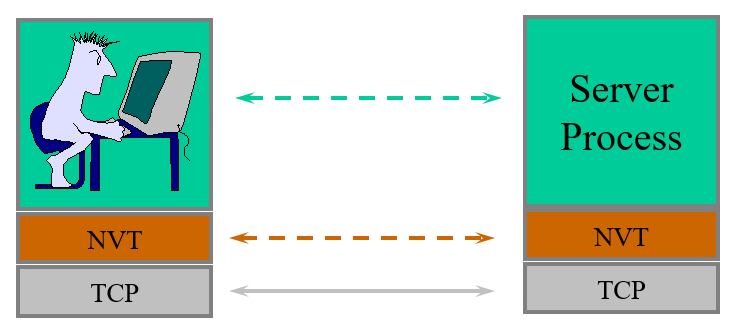 Server
Process
NVT
NVT
TCP
TCP